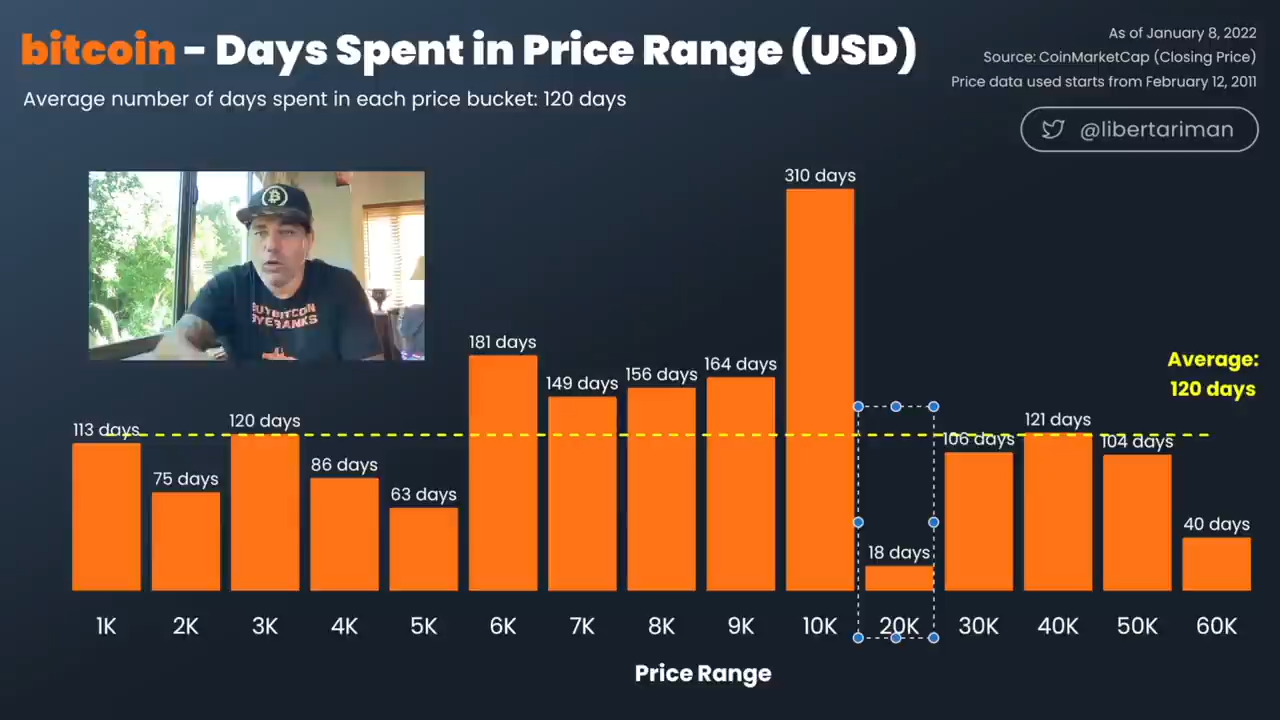 bitcoin – Days Spent in Price Range (USD)
Average number of days spent in each price bucket: 120 days
As of January 8, 2022
Source: CoinMarketCap (Closing Price)
Price data used starts from February 12, 2011
@libertariman
BUY BITCOIN
BYE BANKS
310 days
181 days
149 days
156 days
164 days
Average:
120 days
113 days
75 days
120 days
86 days
63 days
18 days
106 days
121 days
104 days
40 days
1K 2K 3K 4K 5K 6K 7K 8K 9K 10K 20K 30K 40K 50K 60K
Price Range